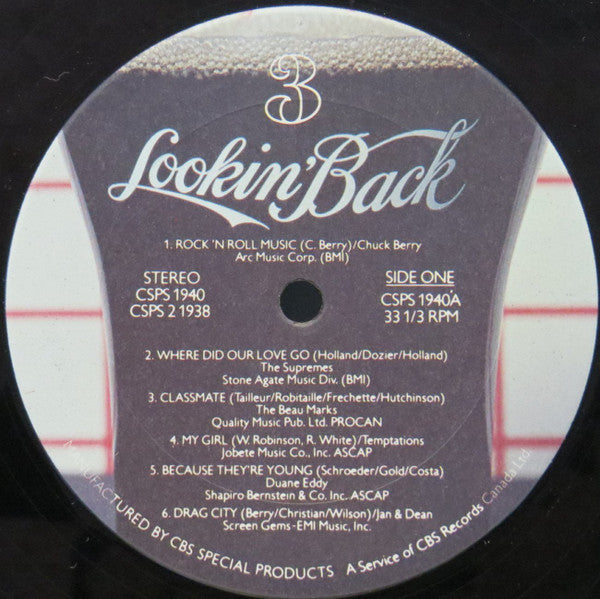 3
Lookin' Back
1. ROCK 'N ROLL MUSIC (C. Berry)/Chuck Berry
Arc Music Corp. (BMI)
STEREO
CSPS 1940
CSPS 2 1938
SIDE ONE
CSPS 1940A
33 1/3 RPM
2. WHERE DID OUR LOVE GO (Holland/Dozier/Holland)
The Supremes
Stone Agate Music Div. (BMI)
3. CLASSMATE (Tailleur/Robitaille/Frechette/Hutchinson)
The Beau Marks
Quality Music Pub. Ltd. PROCAN
4. MY GIRL (W. Robinson, R. White)/Temptations
Jobete Music Co., Inc. ASCAP
5. BECAUSE THEY'RE YOUNG (Schroeder/Gold/Costa)
Duane Eddy
Shapiro Bernstein & Co. Inc. ASCAP
6. DRAG CITY (Berry/Christian/Wilson)/Jan & Dean
Screen Gems-EMI Music, Inc.
MANUFACTURED BY CBS SPECIAL PRODUCTS A Service of CBS Records Canada Ltd.